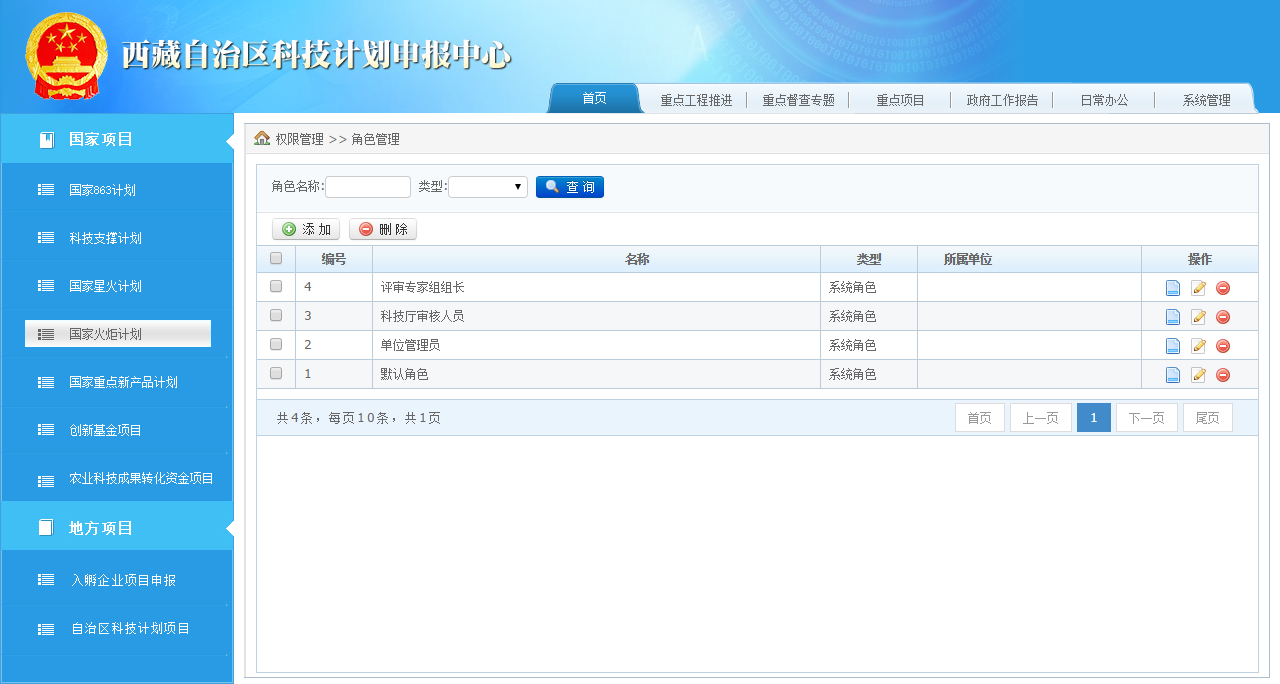 西藏自治区科技计划申报中心
首页 重点工程推进 重点督查专题 重点项目 政府工作报告 日常办公 系统管理
国家项目
国家863计划
科技支撑计划
国家星火计划
国家火炬计划
国家重点新产品计划
创新基金项目
农业科技成果转化资金项目
地方项目
入孵企业项目申报
自治区科技计划项目
权限管理 >> 角色管理
角色名称: 类型: 查 询
添 加 删 除
编号 名称 类型 所属单位 操作
4 评审专家组组长 系统角色
3 科技厅审核人员 系统角色
2 单位管理员 系统角色
1 默认角色 系统角色
共4条，每页10条，共1页 首页 上一页 1 下一页 尾页